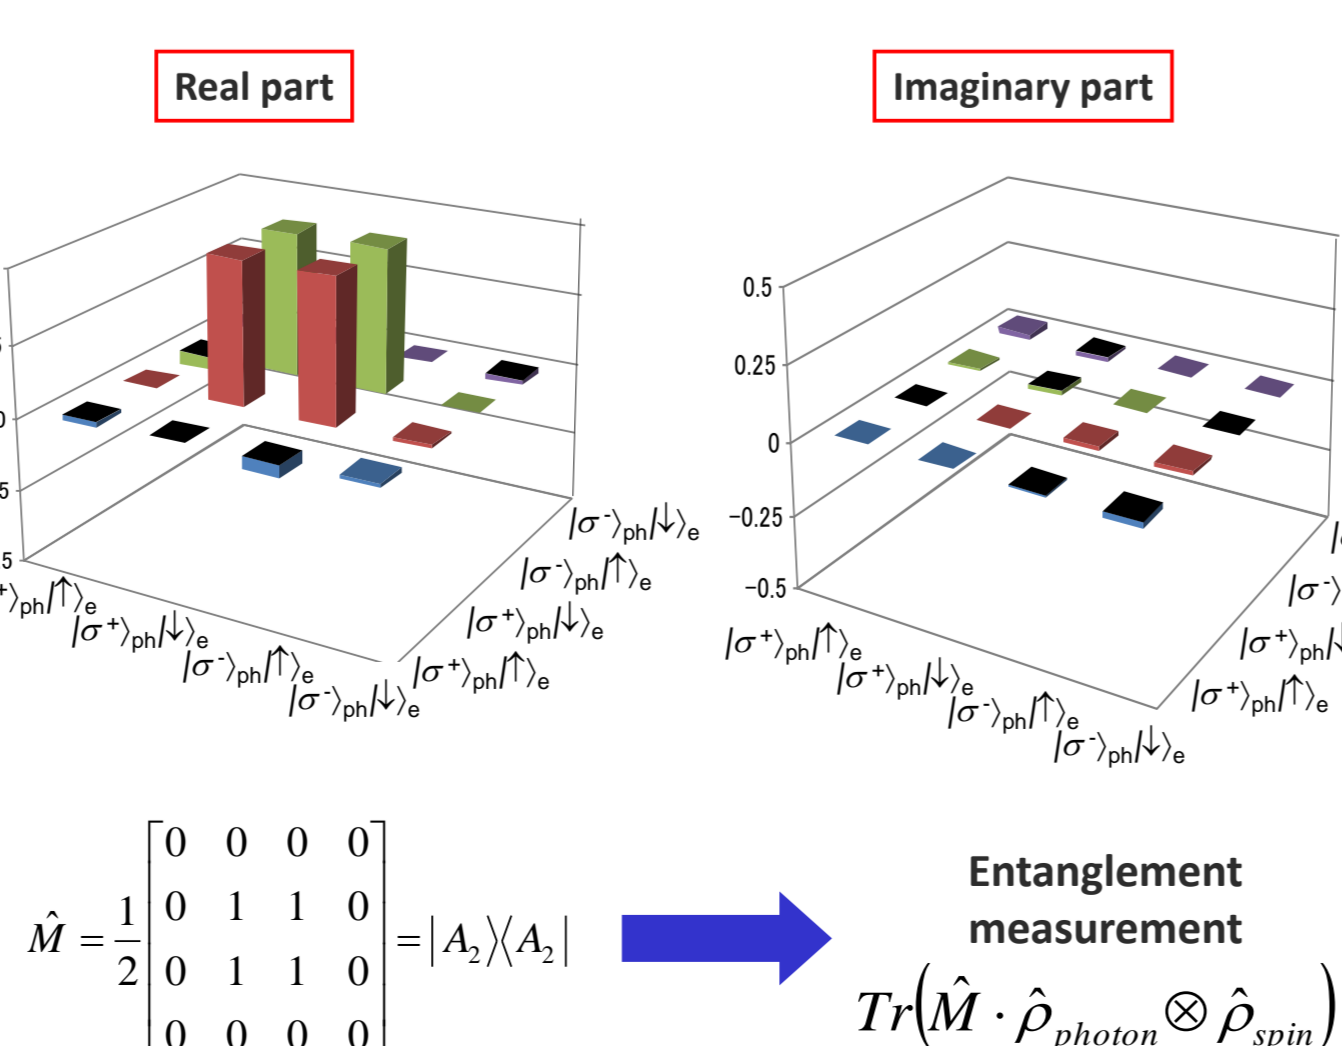 Real part
Imaginary part
0.5
0.25
0
−0.25
−0.5
|σ⁻⟩ph|↓⟩e
|σ⁻⟩ph|↑⟩e
|σ⁺⟩ph|↓⟩e
|σ⁺⟩ph|↑⟩e
⁺⟩ph|↑⟩e
|σ⁺⟩ph|↓⟩e
|σ⁻⟩ph|↑⟩e
|σ⁻⟩ph|↓⟩e
|σ⁺⟩ph|↑⟩e
|σ⁺⟩ph|↓⟩e
|σ⁻⟩ph|↑⟩e
|σ⁻⟩ph|↓⟩e
|σ⁻⟩
|σ⁺⟩ph|↓
|σ⁺⟩ph|↑⟩e
0 0 0 0
M̂ = 1/2 0 1 1 0 = |A₂⟩⟨A₂|
0 1 1 0
0 0 0 0
Entanglement
measurement
Tr(M̂ · ρ̂photon ⊗ ρ̂spin)